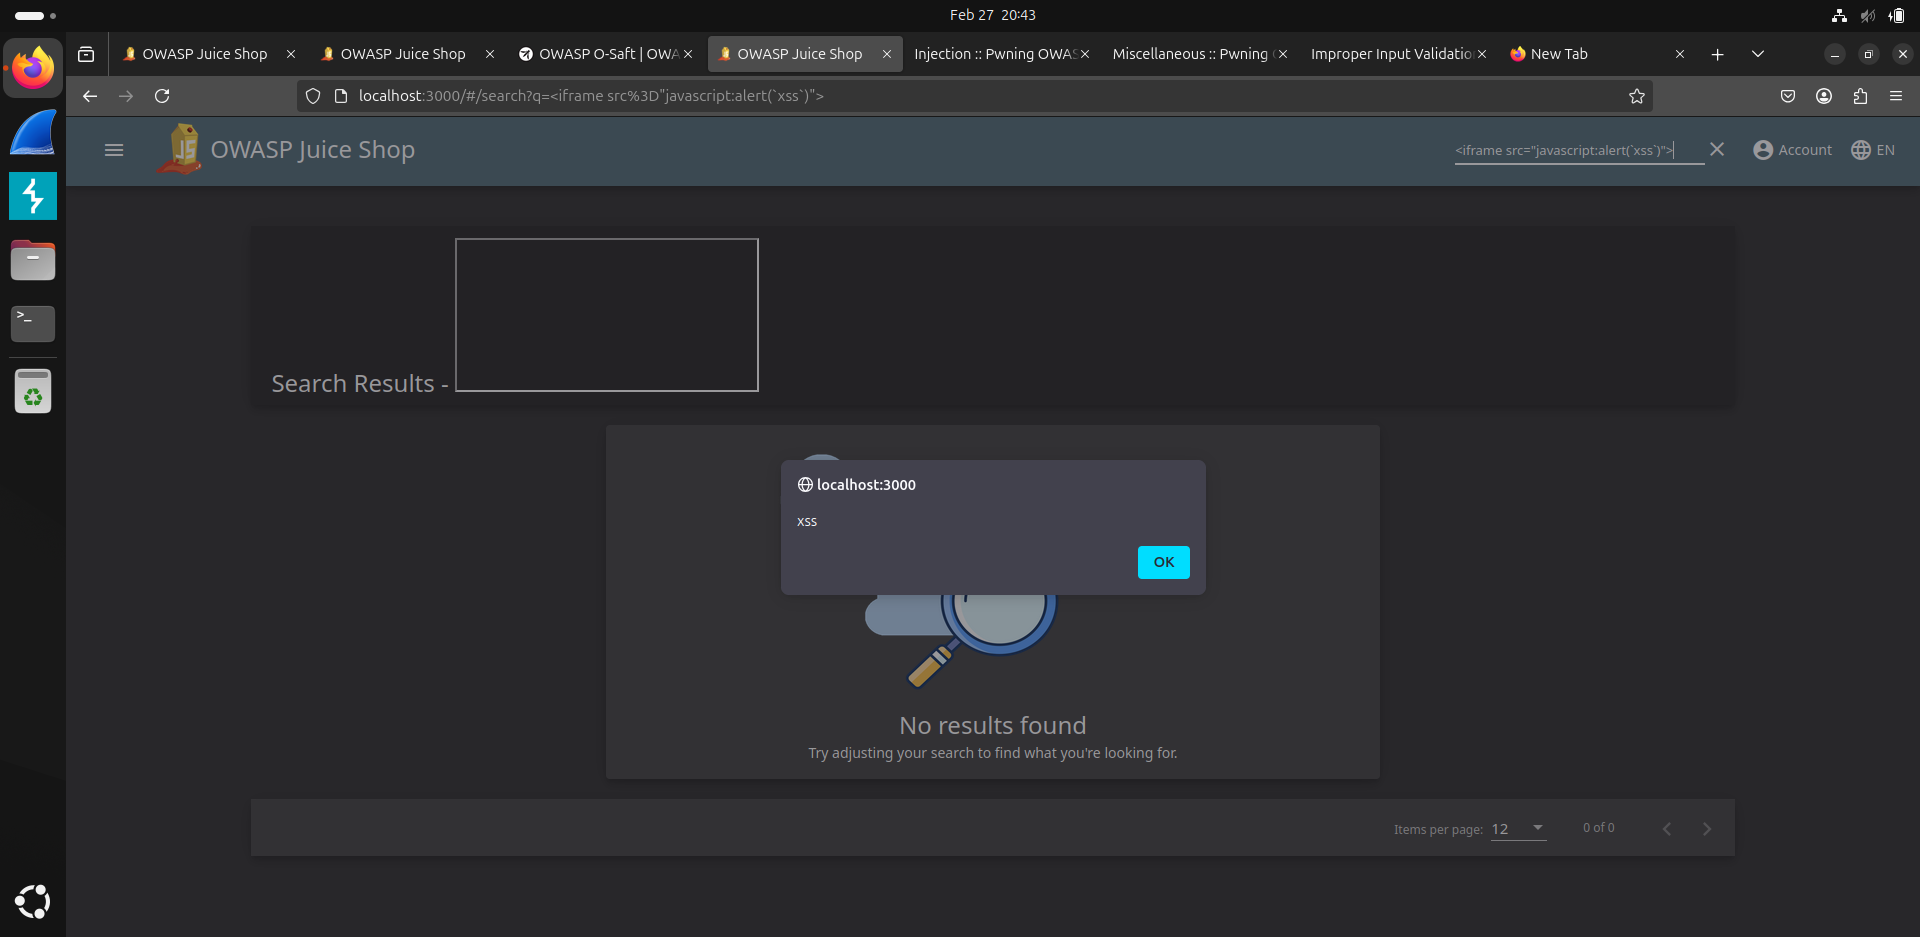 Feb 27 20:43
OWASP Juice Shop
OWASP Juice Shop
OWASP O-Saft | OWA
OWASP Juice Shop
Injection :: Pwning OWAS
Miscellaneous :: Pwning
Improper Input Validatio
New Tab
localhost:3000/#/search?q=<iframe src%3D"javascript:alert(`xss`)">
OWASP Juice Shop
<iframe src="javascript:alert(`xss`)">
Account
EN
Search Results -
localhost:3000
xss
OK
No results found
Try adjusting your search to find what you're looking for.
Items per page: 12
0 of 0